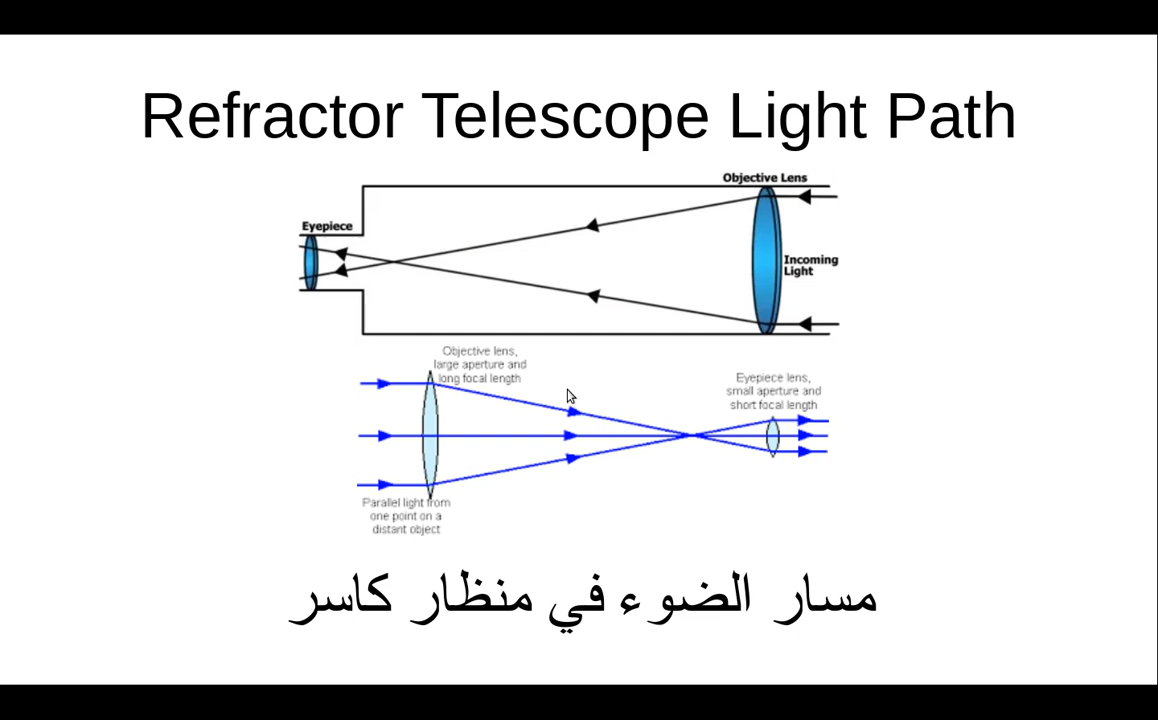 Refractor Telescope Light Path
Objective Lens
Eyepiece
Incoming
Light
Objective lens,
large aperture and
long focal length
Eyepiece lens,
small aperture and
short focal length
Parallel light from
one point on a
distant object
مسار الضوء في منظار كاسر